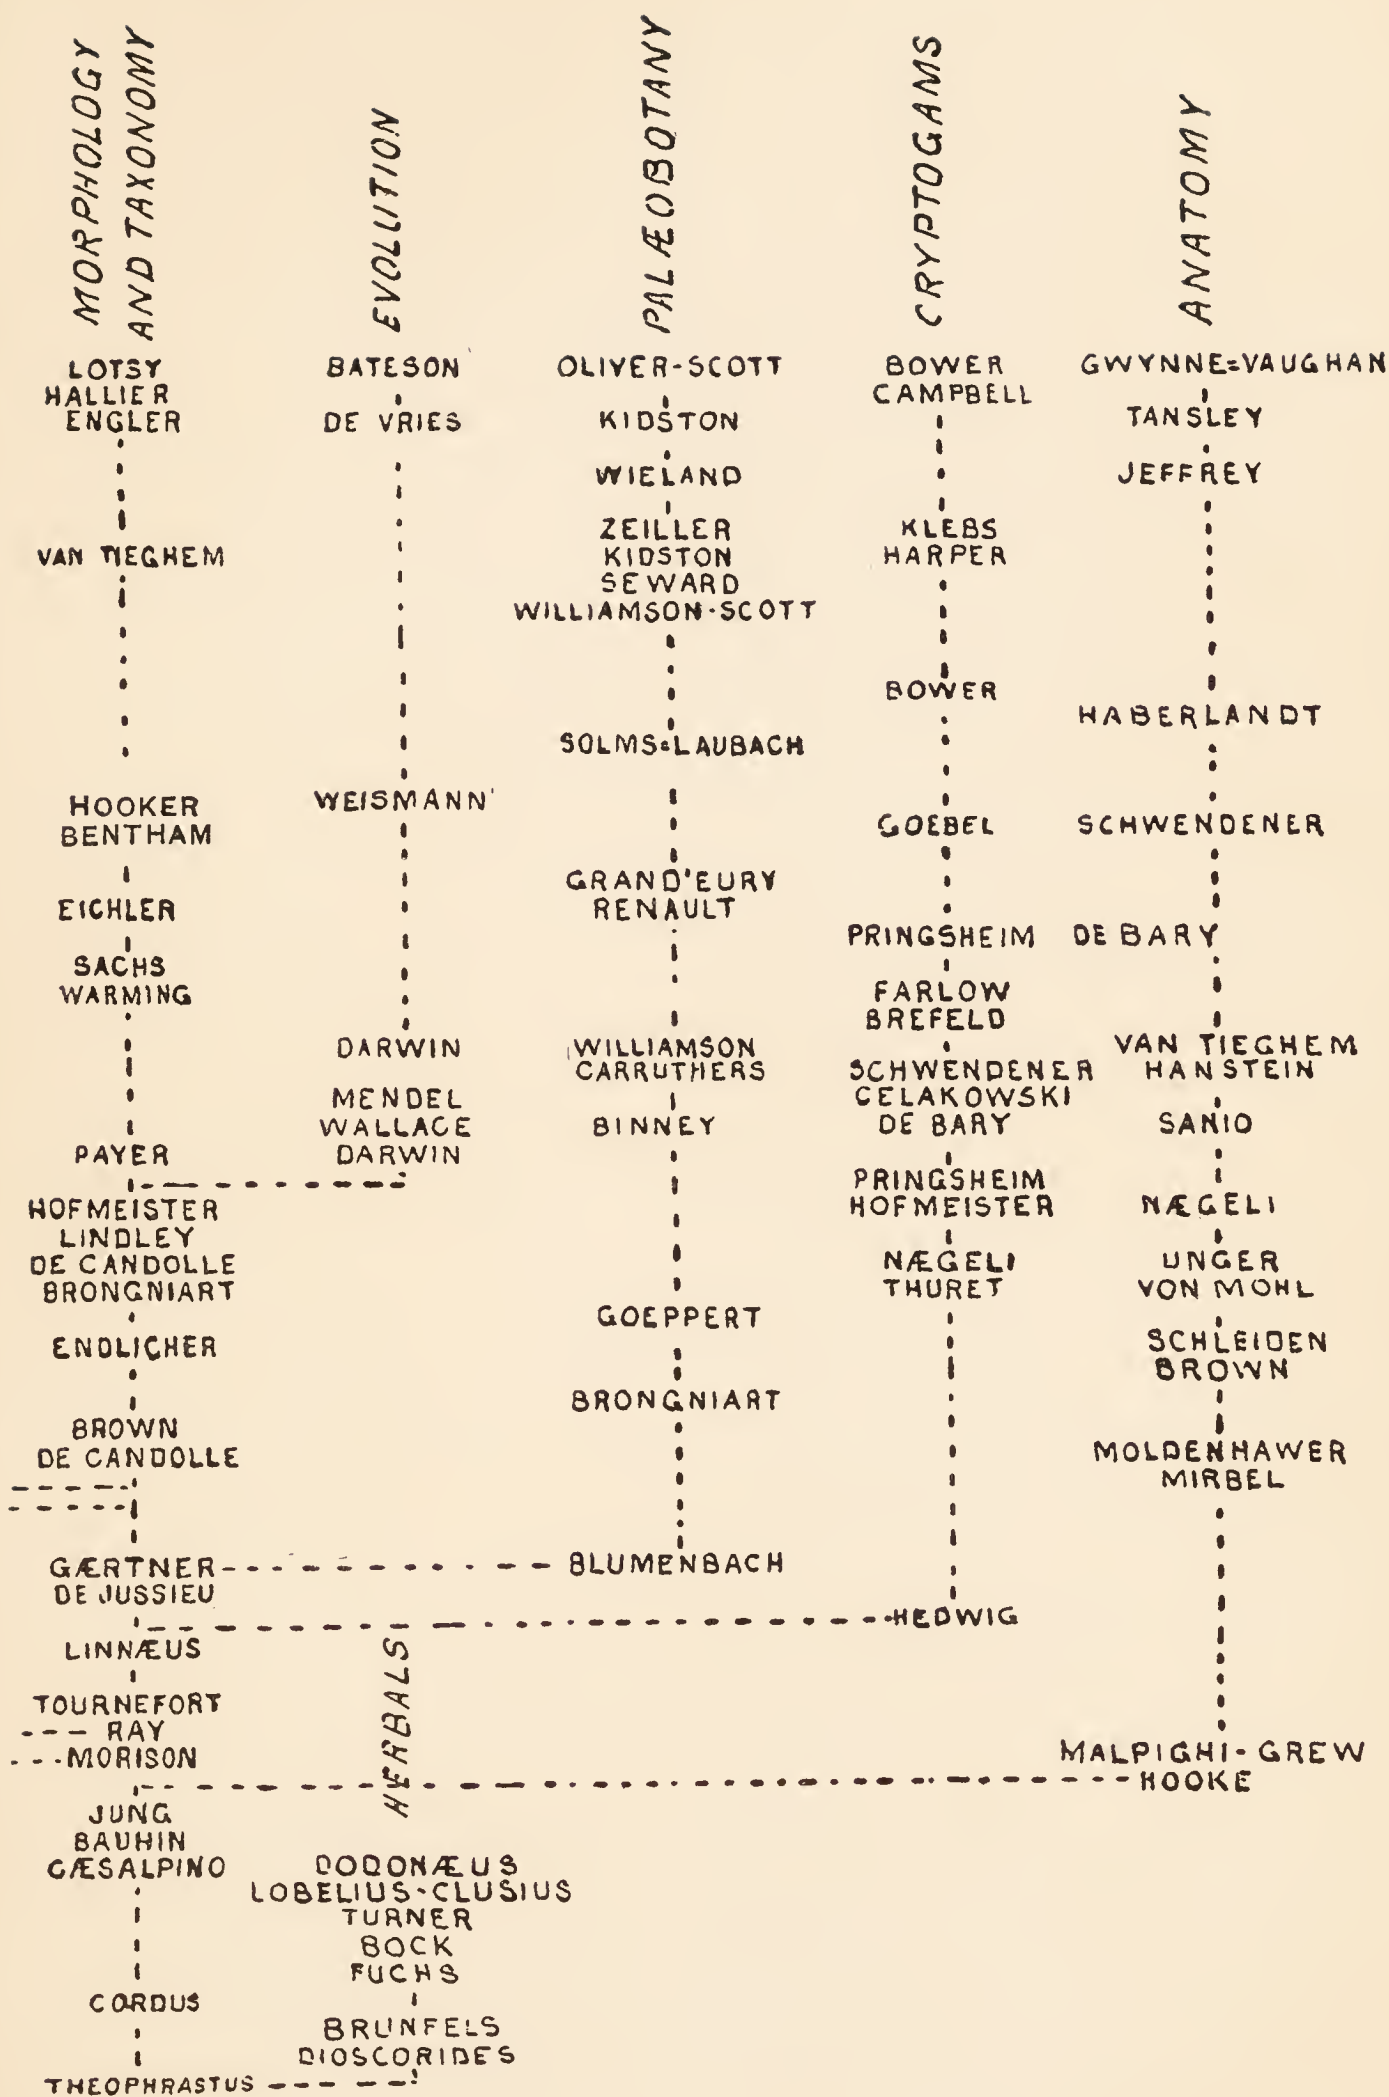 MORPHOLOGY
AND TAXONOMY
LOTSY
HALLIER
ENGLER
VAN TIEGHEM
HOOKER
BENTHAM
EICHLER
SACHS
WARMING
PAYER
HOFMEISTER
LINDLEY
DE CANDOLLE
BRONGNIART
ENDLICHER
BROWN
DE CANDOLLE
GÆRTNER
DE JUSSIEU
LINNÆUS
TOURNEFORT
RAY
MORISON
JUNG
BAUHIN
CÆSALPINO
CORDUS
THEOPHRASTUS
EVOLUTION
BATESON
DE VRIES
WEISMANN
DARWIN
MENDEL
WALLACE
DARWIN
HERBALS
DODONÆUS
LOBELIUS-CLUSIUS
TURNER
BOCK
FUCHS
BRUNFELS
DIOSCORIDES
PALÆOBOTANY
OLIVER-SCOTT
KIDSTON
WIELAND
ZEILLER
KIDSTON
SEWARD
WILLIAMSON-SCOTT
SOLMS=LAUBACH
GRAND'EURY
RENAULT
WILLIAMSON
CARRUTHERS
BINNEY
GOEPPERT
BRONGNIART
BLUMENBACH
CRYPTOGAMS
BOWER
CAMPBELL
KLEBS
HARPER
BOWER
GOEBEL
PRINGSHEIM
FARLOW
BREFELD
SCHWENDENER
CELAKOWSKI
DE BARY
PRINGSHEIM
HOFMEISTER
NÆGELI
THURET
HEDWIG
ANATOMY
GWYNNE=VAUGHAN
TANSLEY
JEFFREY
HABERLANDT
SCHWENDENER
DE BARY
VAN TIEGHEM
HANSTEIN
SANIO
NÆGELI
UNGER
VON MOHL
SCHLEIDEN
BROWN
MOLDENHAWER
MIRBEL
MALPIGHI-GREW
HOOKE